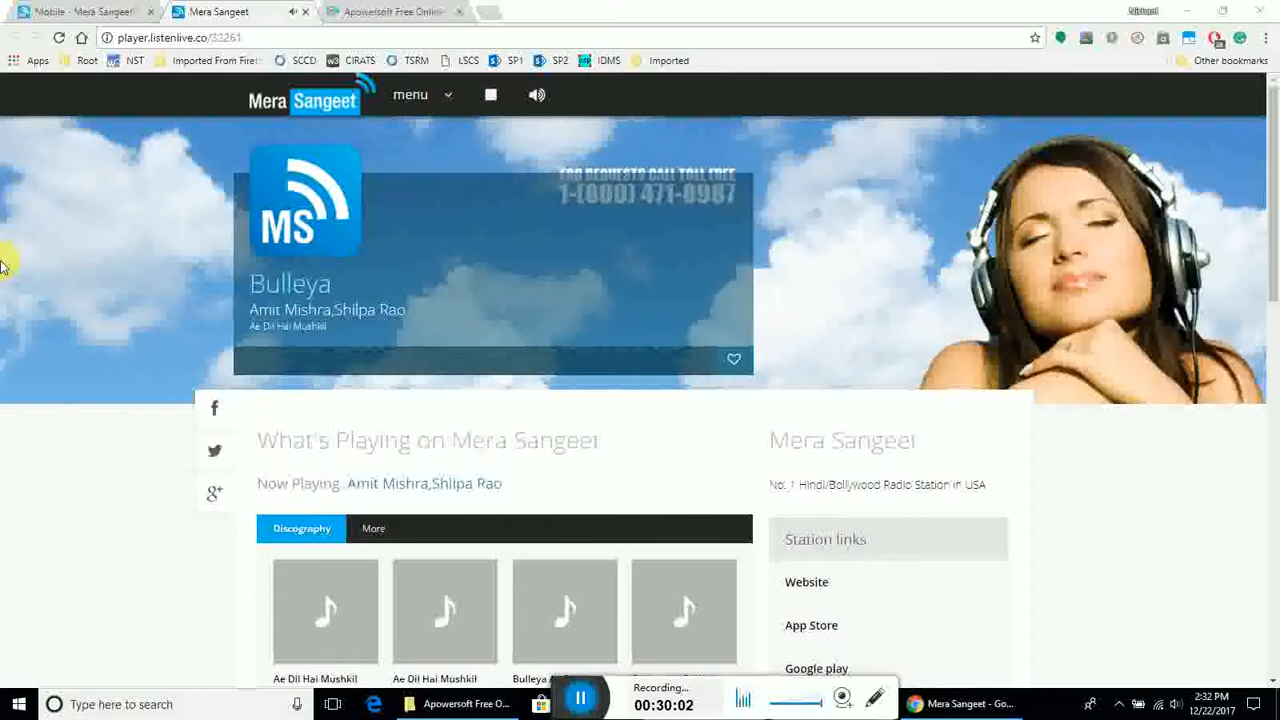 Mobile - Mera Sangeet
Mera Sangeet
Apowersoft Free Online
Michael
player.listenlive.co/32261
Apps Root NST Imported From Firef SCCD CIRATS TSRM LSCS SP1 SP2 IDMS Imported Other bookmarks
Mera Sangeet menu
FOR REQUESTS CALL TOLL FREE
MS
Bulleya
Amit Mishra,Shilpa Rao
Ae Dil Hai Mushkil
What's Playing on Mera Sangeet
Mera Sangeet
Now Playing. Amit Mishra,Shilpa Rao
No. 1 Hindi/Bollywood Radio Station in USA
Discography More
Station links
Website
App Store
Google play
Ae Dil Hai Mushkil Ae Dil Hai Mushkil Bulleya
Recording...
00:30:02
Type here to search
Apowersoft Free O...
Mera Sangeet - Go...
2:32 PM
12/22/2017